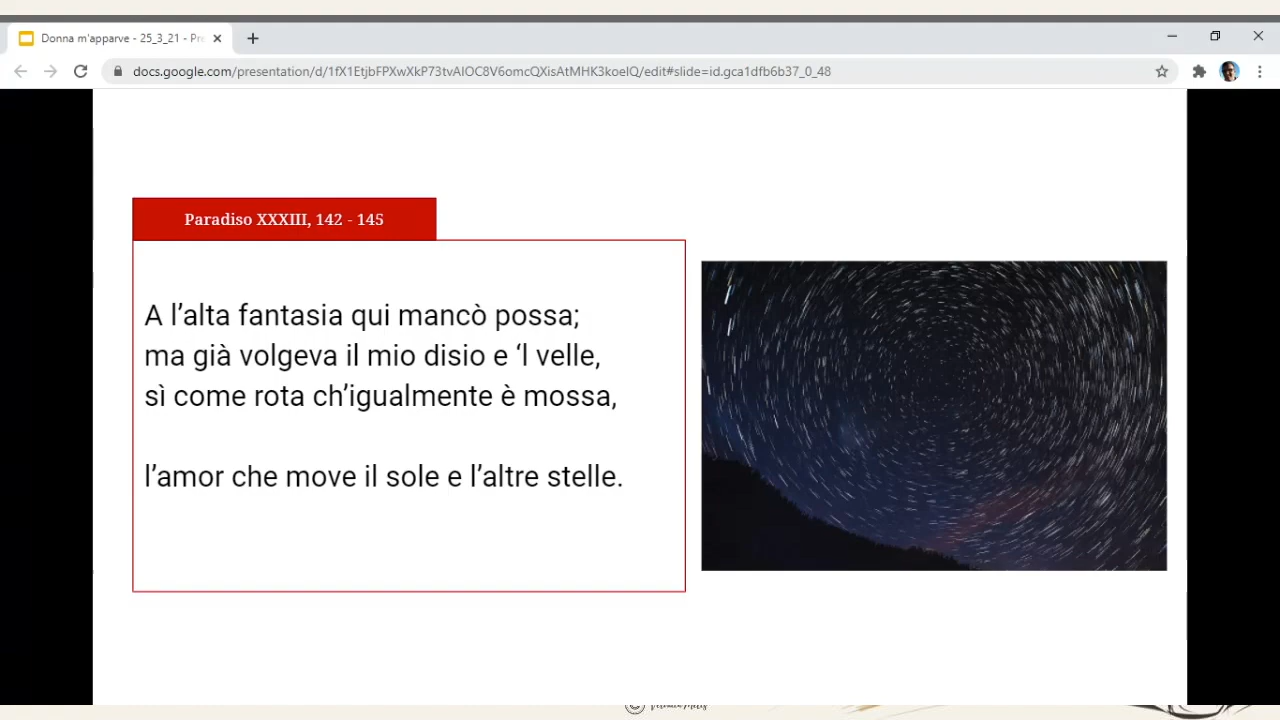 Donna m'apparve - 25_3_21 - Pre
docs.google.com/presentation/d/1fX1EtjbFPXwXkP73tvAIOC8V6omcQXisAtMHK3koeIQ/edit#slide=id.gca1dfb6b37_0_48
Paradiso XXXIII, 142 - 145
A l’alta fantasia qui mancò possa;
ma già volgeva il mio disio e ‘l velle,
sì come rota ch’igualmente è mossa,
l’amor che move il sole e l’altre stelle.